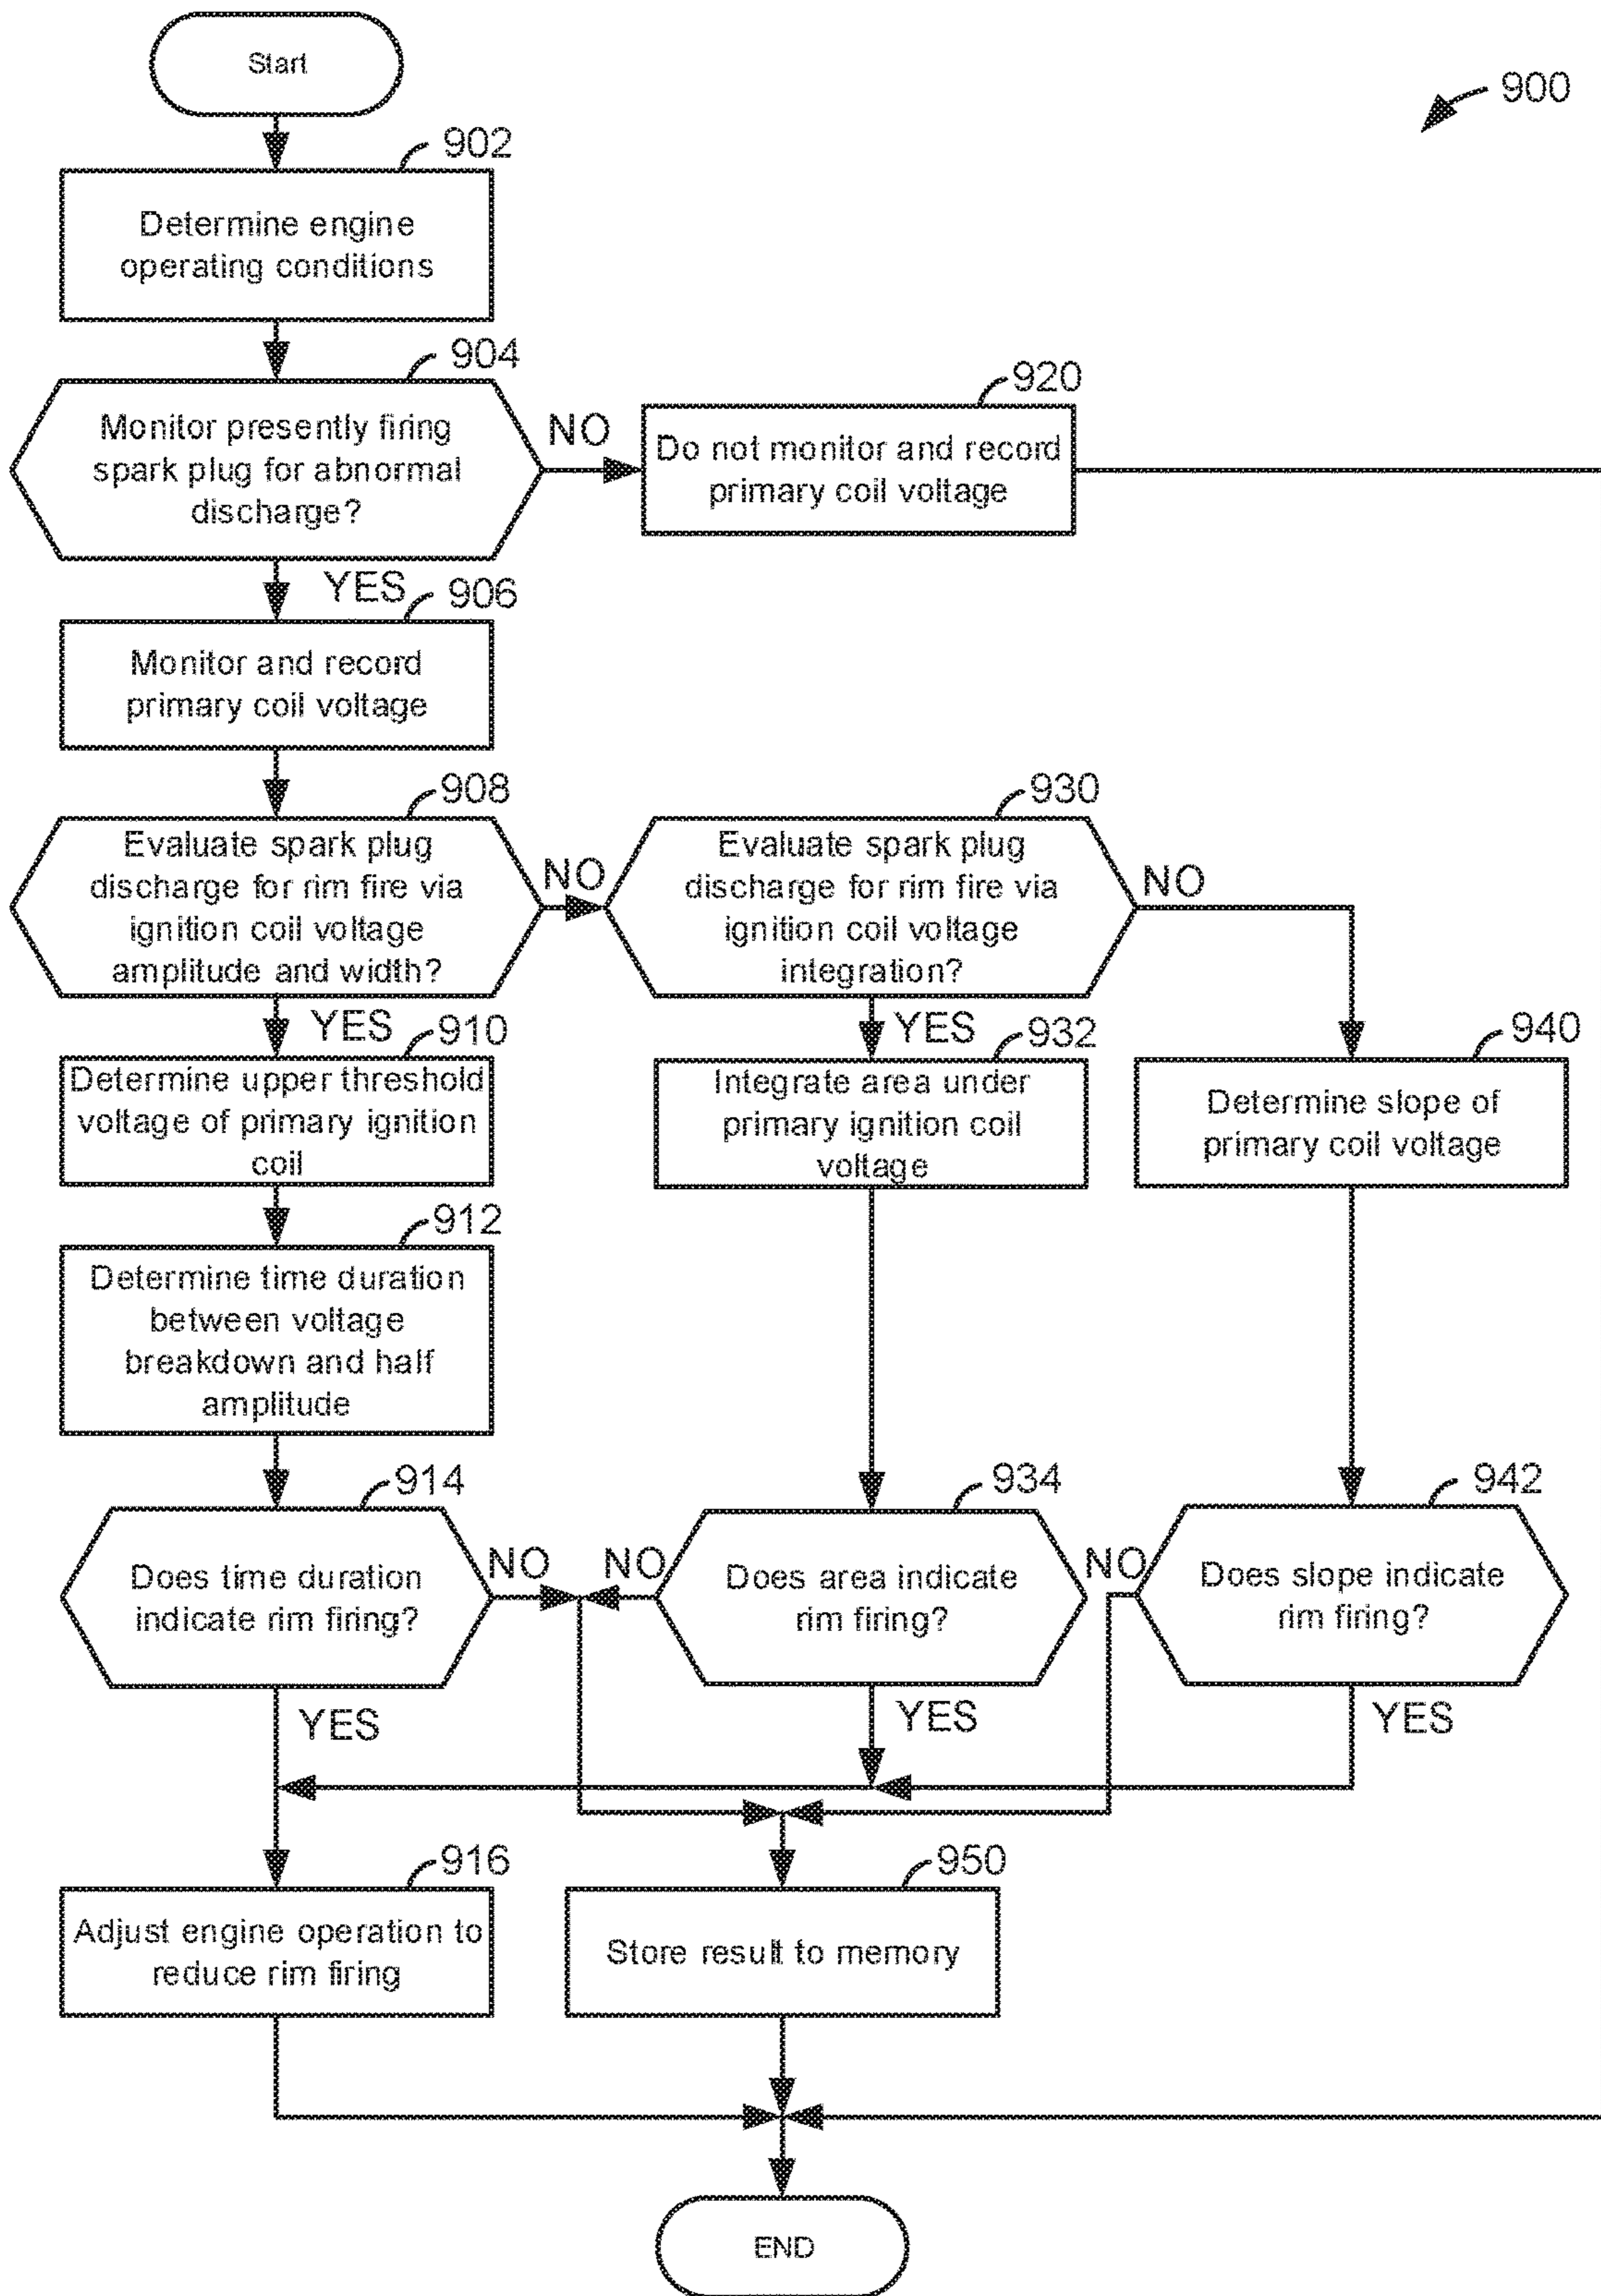 Start
900
902
Determine engine
operating conditions
904
Monitor presently firing
spark plug for abnormal
discharge?
NO
920
Do not monitor and record
primary coil voltage
YES
906
Monitor and record
primary coil voltage
908
Evaluate spark plug
discharge for rim fire via
ignition coil voltage
amplitude and width?
NO
930
Evaluate spark plug
discharge for rim fire via
ignition coil voltage
integration?
NO
YES
910
Determine upper threshold
voltage of primary ignition
coil
YES
932
Integrate area under
primary ignition coil
voltage
940
Determine slope of
primary coil voltage
912
Determine time duration
between voltage
breakdown and half
amplitude
914
Does time duration
indicate rim firing?
NO
NO
934
Does area indicate
rim firing?
NO
942
Does slope indicate
rim firing?
YES
YES
YES
916
Adjust engine operation to
reduce rim firing
950
Store result to memory
END